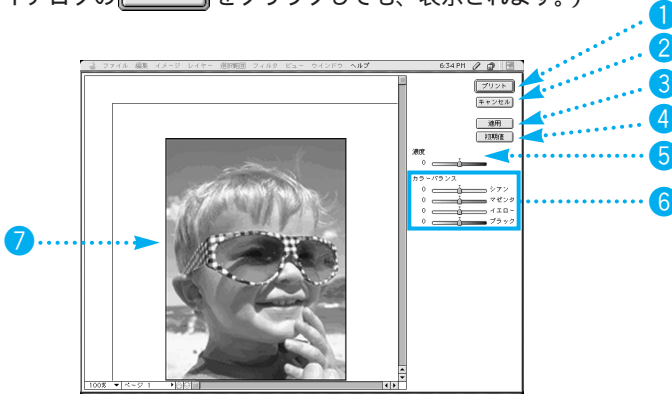 イアログの をクリックしても、表示されます。)
ファイル 編集 イメージ レイヤー 選択範囲 フィルタ ビュー ウインドウ ヘルプ 6:34 PM
プリント
キャンセル
適用
初期値
濃度
0
カラーバランス
0 シアン
0 マゼンタ
0 イエロー
0 ブラック
1
2
3
4
5
6
7
100% ページ 1